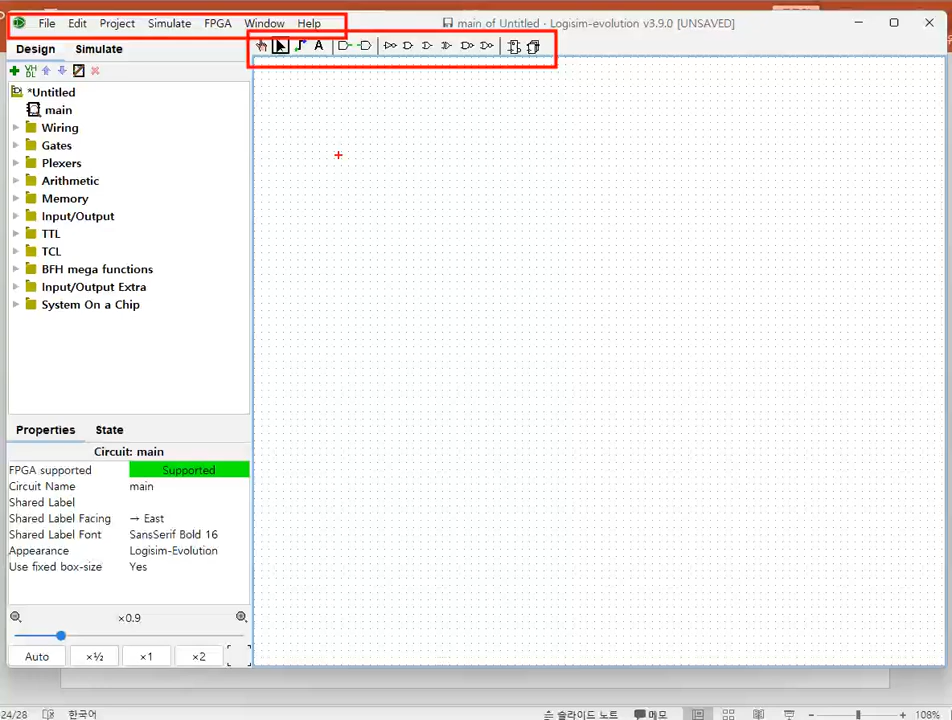 File Edit Project Simulate FPGA Window Help
main of Untitled · Logisim-evolution v3.9.0 [UNSAVED]
Design Simulate
A
VH
DL
*Untitled
main
Wiring
Gates
Plexers
Arithmetic
Memory
Input/Output
TTL
TCL
BFH mega functions
Input/Output Extra
System On a Chip
Properties State
Circuit: main
FPGA supported Supported
Circuit Name main
Shared Label
Shared Label Facing → East
Shared Label Font SansSerif Bold 16
Appearance Logisim-Evolution
Use fixed box-size Yes
×0.9
Auto ×½ ×1 ×2
24/28 한국어 슬라이드 노트 메모 108%